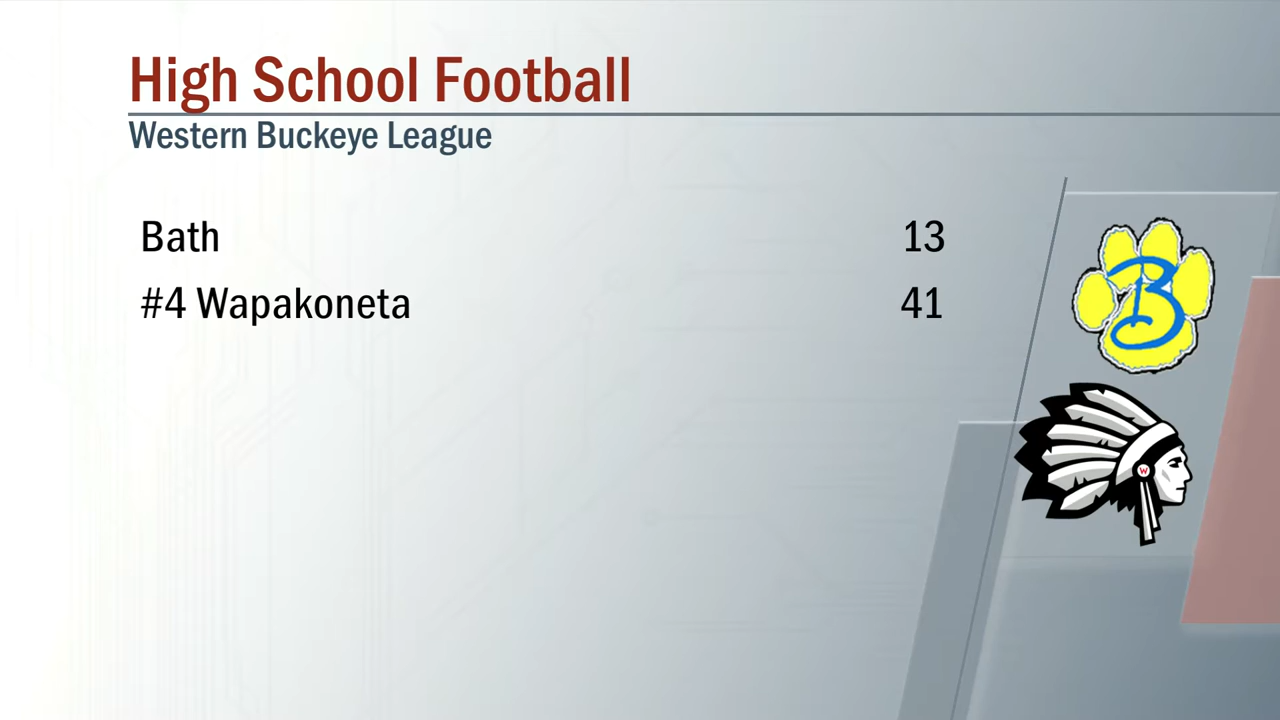 High School Football
Western Buckeye League
Bath 13
#4 Wapakoneta 41
B
W